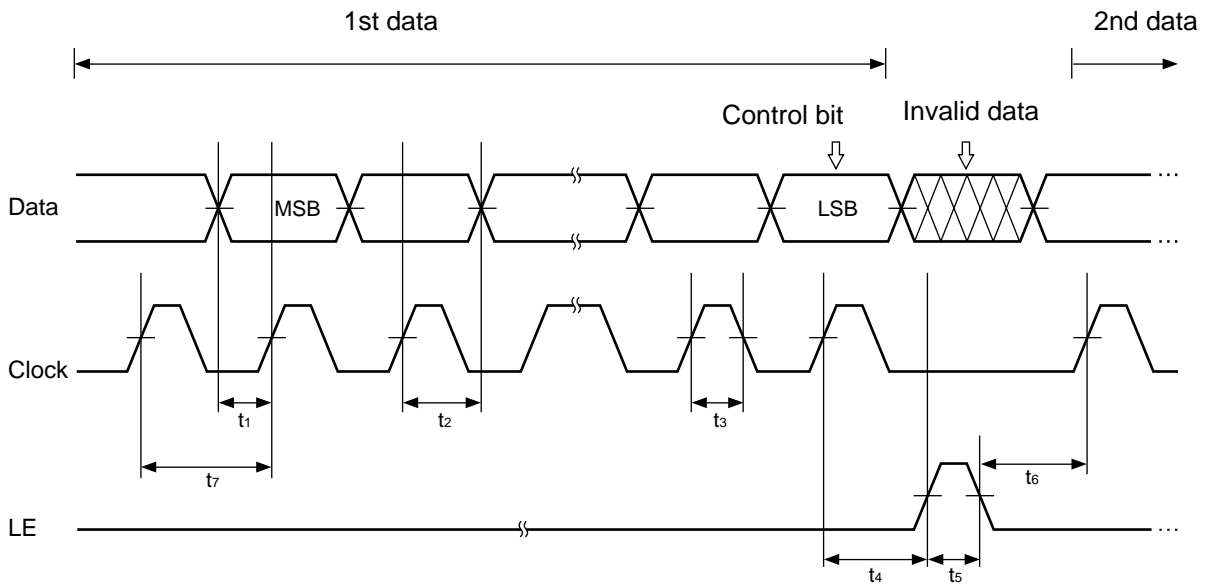 1st data
2nd data
Control bit
Invalid data
Data
MSB
LSB
...
...
Clock
...
t1
t2
t3
t7
t6
LE
...
t4
t5